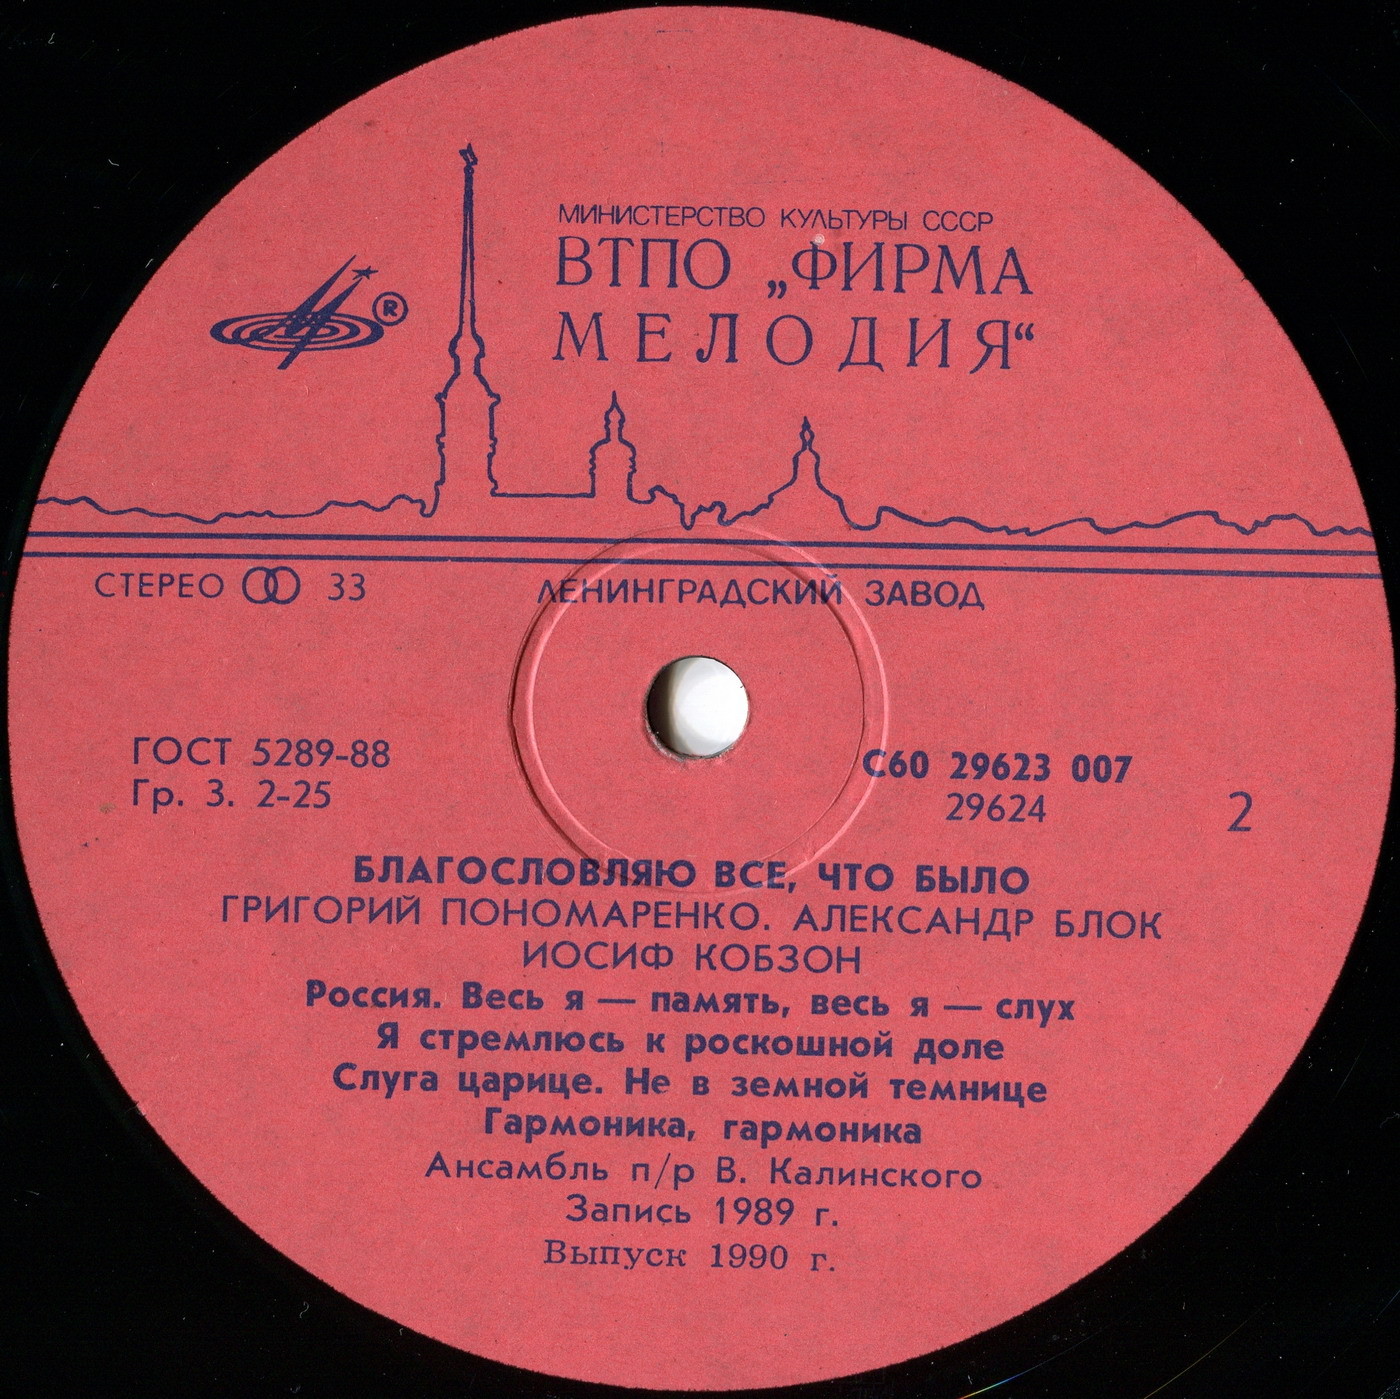 МИНИСТЕРСТВО КУЛЬТУРЫ СССР
ВТПО „ФИРМА
МЕЛОДИЯ“
®
СТЕРЕО 33
ЛЕНИНГРАДСКИЙ ЗАВОД
ГОСТ 5289-88
Гр. 3. 2-25
С60 29623 007
29624
2
БЛАГОСЛОВЛЯЮ ВСЕ, ЧТО БЫЛО
ГРИГОРИЙ ПОНОМАРЕНКО. АЛЕКСАНДР БЛОК
ИОСИФ КОБЗОН
Россия. Весь я — память, весь я — слух
Я стремлюсь к роскошной доле
Слуга царице. Не в земной темнице
Гармоника, гармоника
Ансамбль п/р В. Калинского
Запись 1989 г.
Выпуск 1990 г.